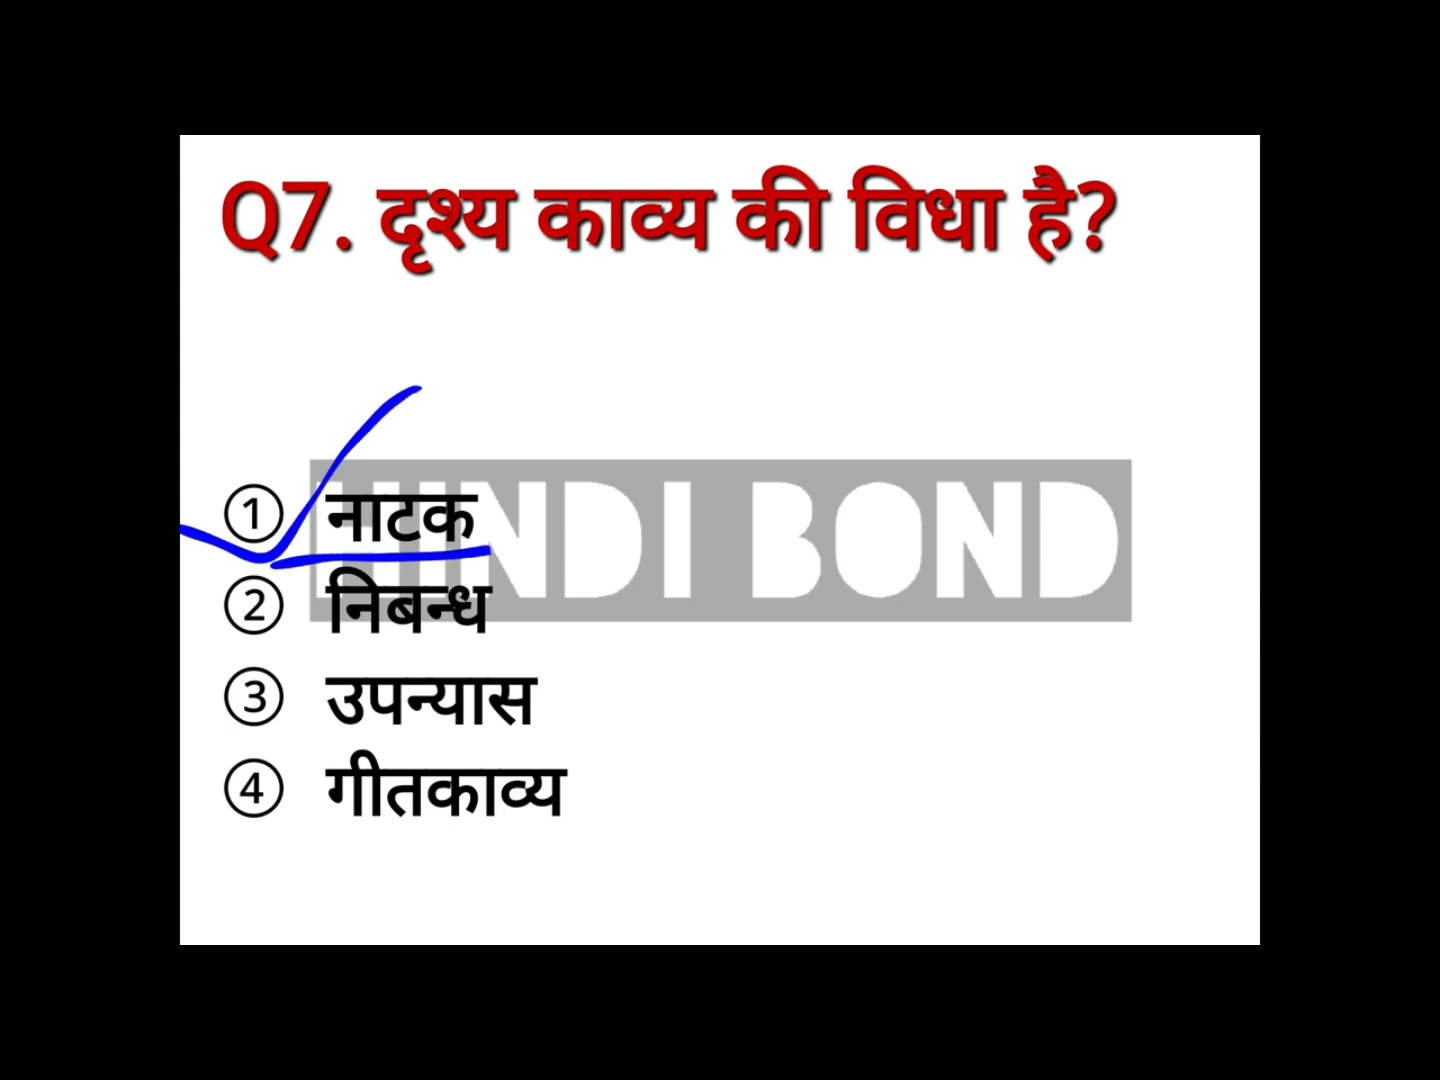 Q7. दृश्य काव्य की विधा है?
HINDI BOND
① नाटक
② निबन्ध
③ उपन्यास
④ गीतकाव्य